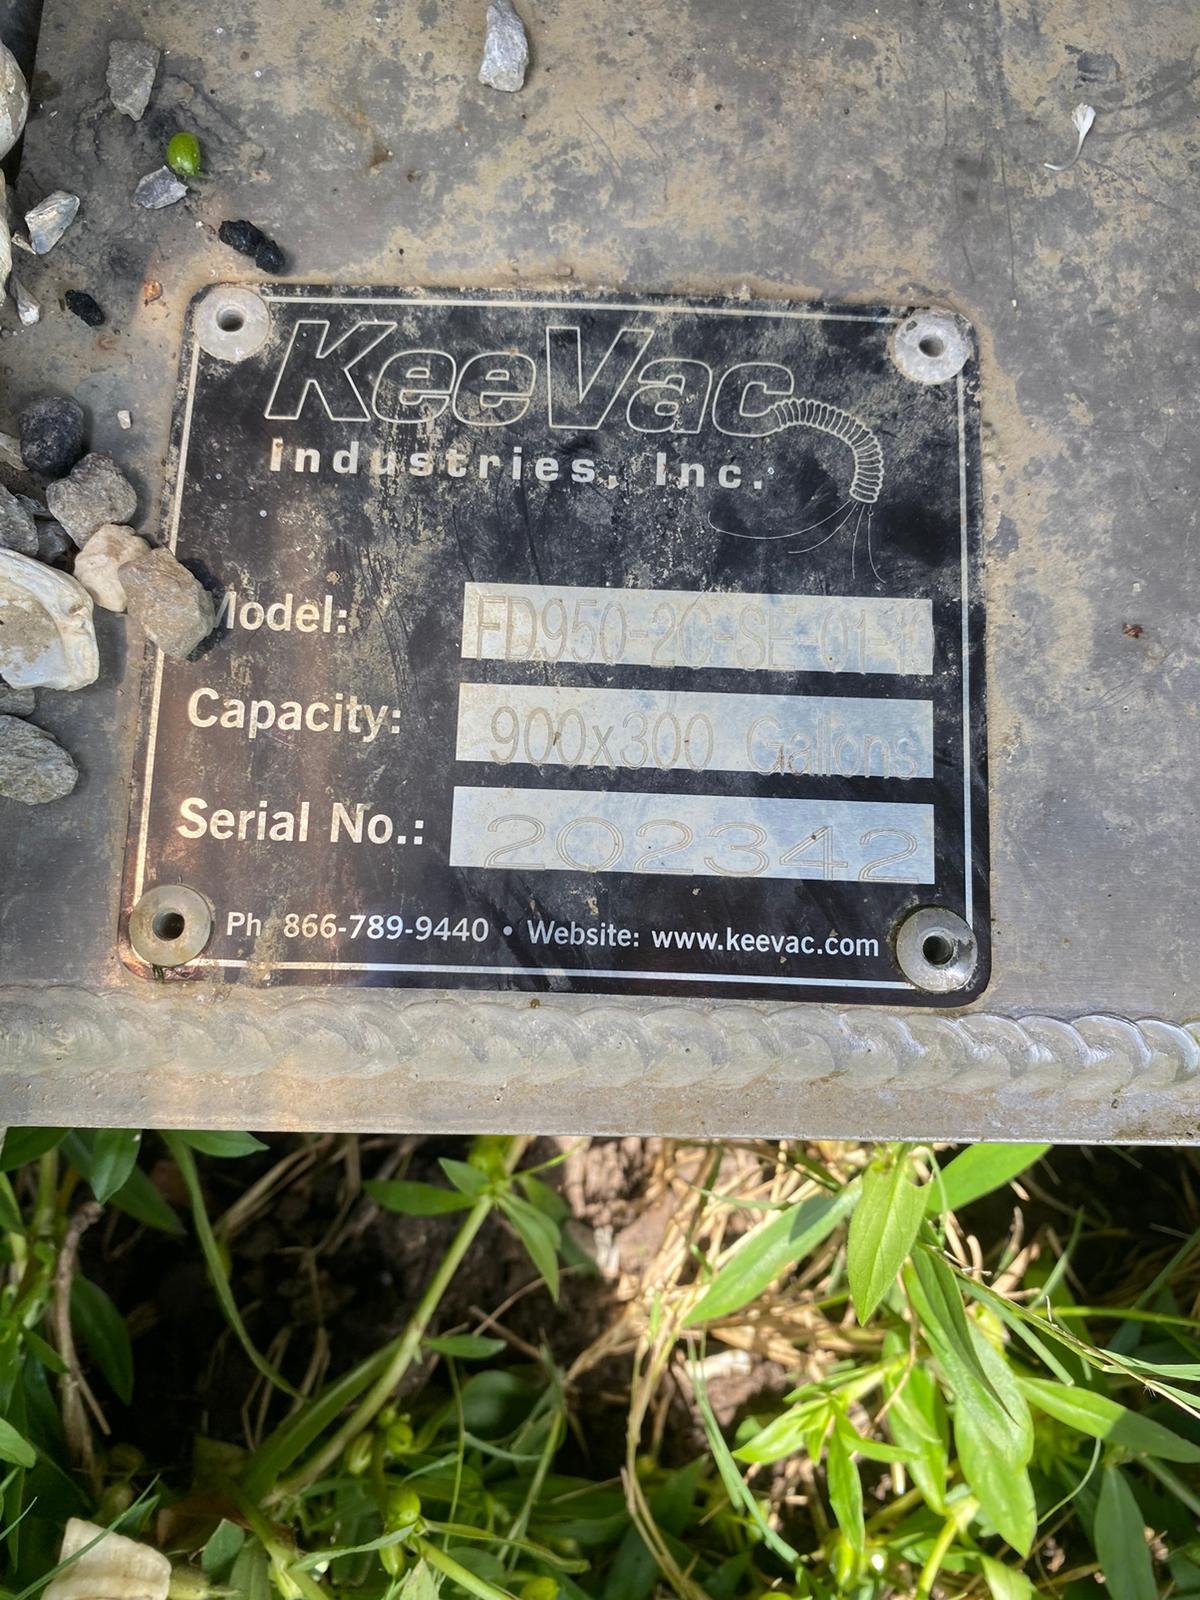 KeeVac
Industries, Inc.
Model: FD950-2C-SE 01-10
Capacity: 900x300 Gallons
Serial No.: 202342
Ph 866-789-9440 • Website: www.keevac.com